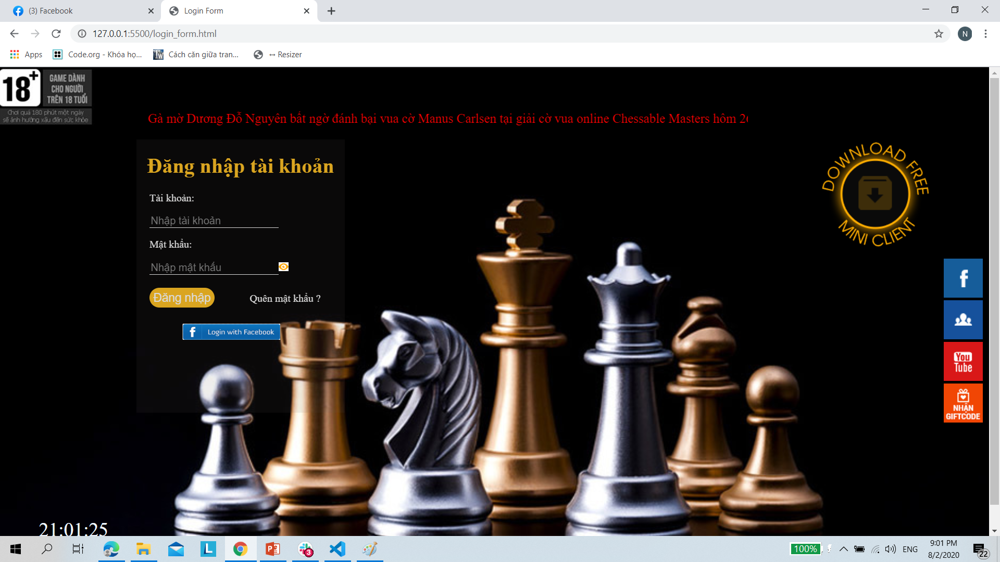 (3) Facebook
Login Form
127.0.0.1:5500/login_form.html
N
Apps
Code.org - Khóa họ...
Cách căn giữa tran...
↔ Resizer
18+
GAME DÀNH
CHO NGƯỜI
TRÊN 18 TUỔI
Chơi quá 180 phút một ngày
sẽ ảnh hưởng xấu đến sức khỏe
Gà mờ Dương Đỗ Nguyên bất ngờ đánh bại vua cờ Manus Carlsen tại giải cờ vua online Chessable Masters hôm 20
Đăng nhập tài khoản
Tài khoản:
Nhập tài khoản
Mật khẩu:
Nhập mật khẩu
Đăng nhập
Quên mật khẩu ?
f Login with Facebook
DOWNLOAD FREE
MINI CLIENT
f
You
Tube
NHẬN
GIFTCODE
21:01:25
L
3
100%
ENG
9:01 PM
8/2/2020
22